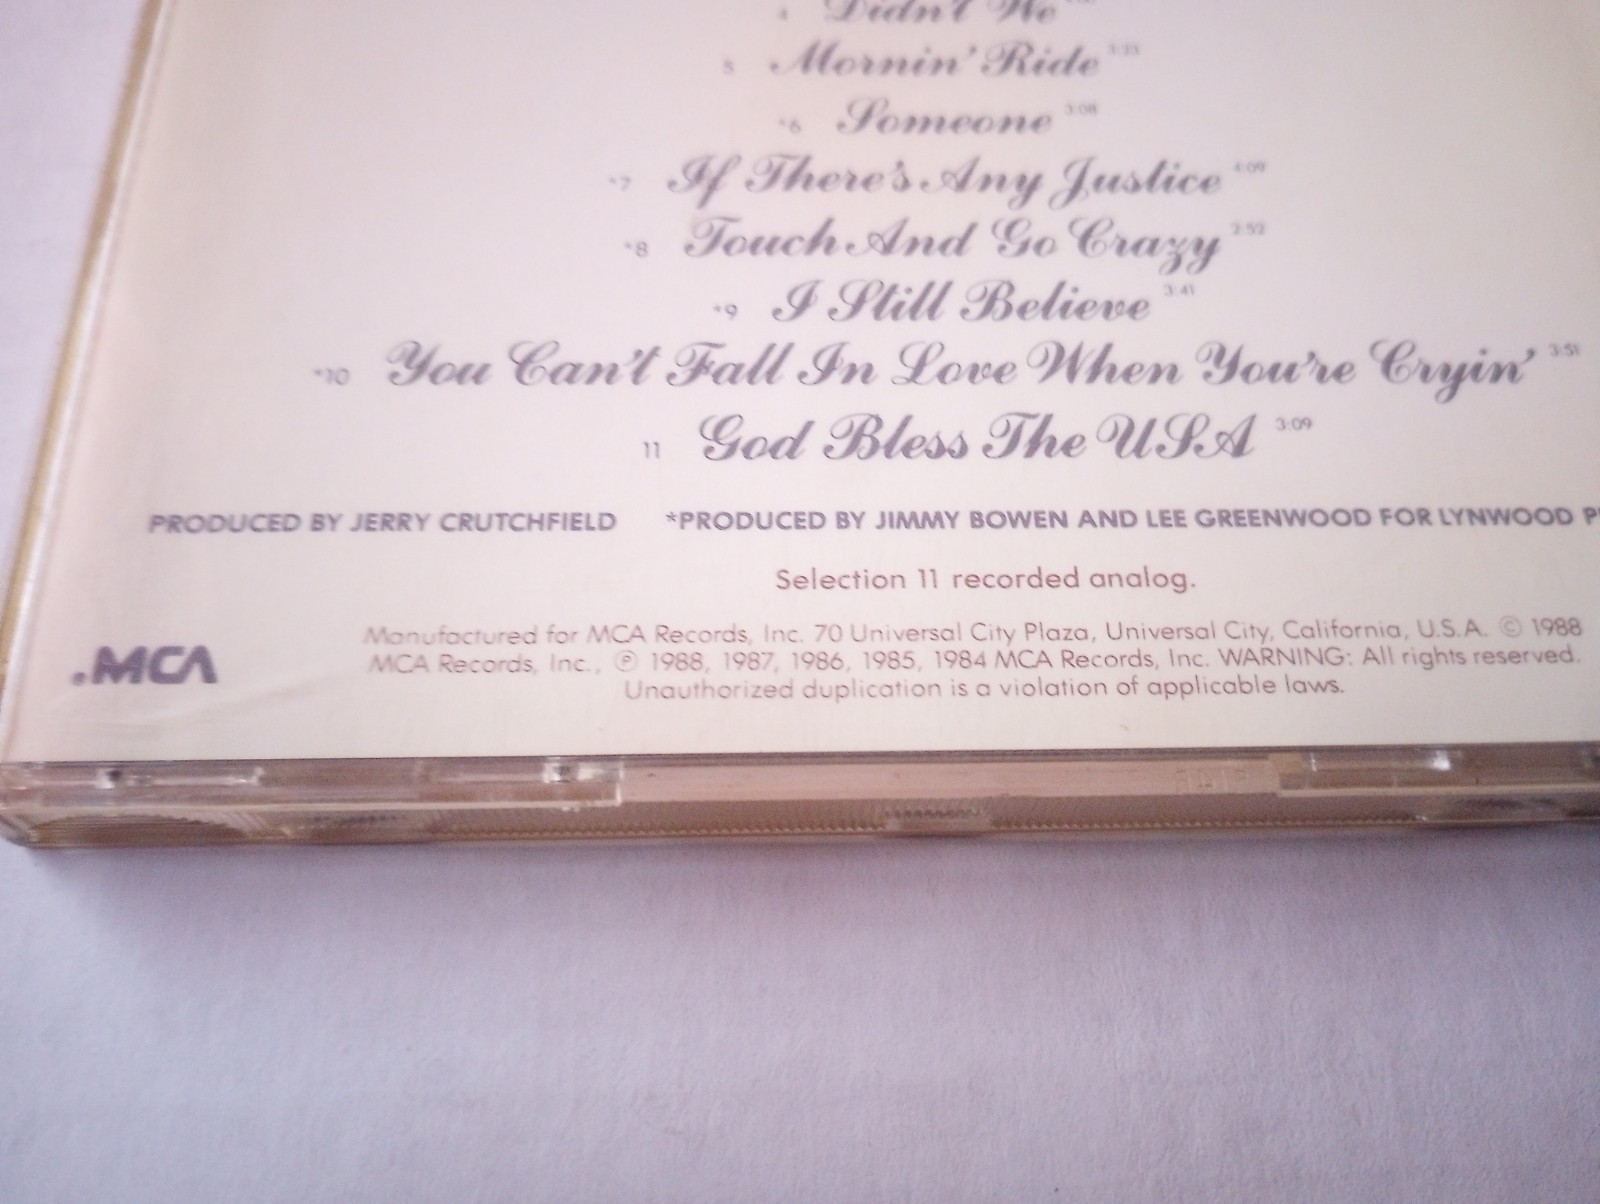 4 Didn't We
5 Mornin' Ride 3:25
*6 Someone 3:08
*7 If There's Any Justice 4:09
*8 Touch And Go Crazy 2:52
*9 I Still Believe 3:41
*10 You Can't Fall In Love When You're Cryin' 3:51
11 God Bless The USA 3:09
PRODUCED BY JERRY CRUTCHFIELD *PRODUCED BY JIMMY BOWEN AND LEE GREENWOOD FOR LYNWOOD
Selection 11 recorded analog.
Manufactured for MCA Records, Inc. 70 Universal City Plaza, Universal City, California, U.S.A. © 1988
MCA Records, Inc., ℗ 1988, 1987, 1986, 1985, 1984 MCA Records, Inc. WARNING: All rights reserved.
Unauthorized duplication is a violation of applicable laws.
.MCA